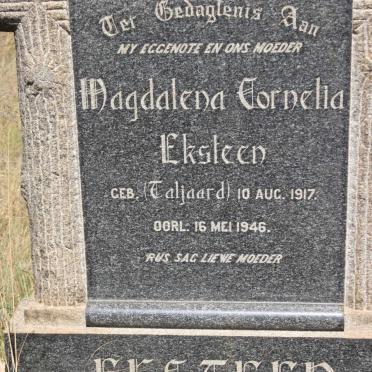 Ter Gedagtenis Aan
MY EGGENOTE EN ONS MOEDER
Magdalena Cornelia
Eksteen
GEB. (Taljaard) 10 AUG. 1917.
OORL: 16 MEI 1946.
RUS SAG LIEWE MOEDER
EKSTEEN